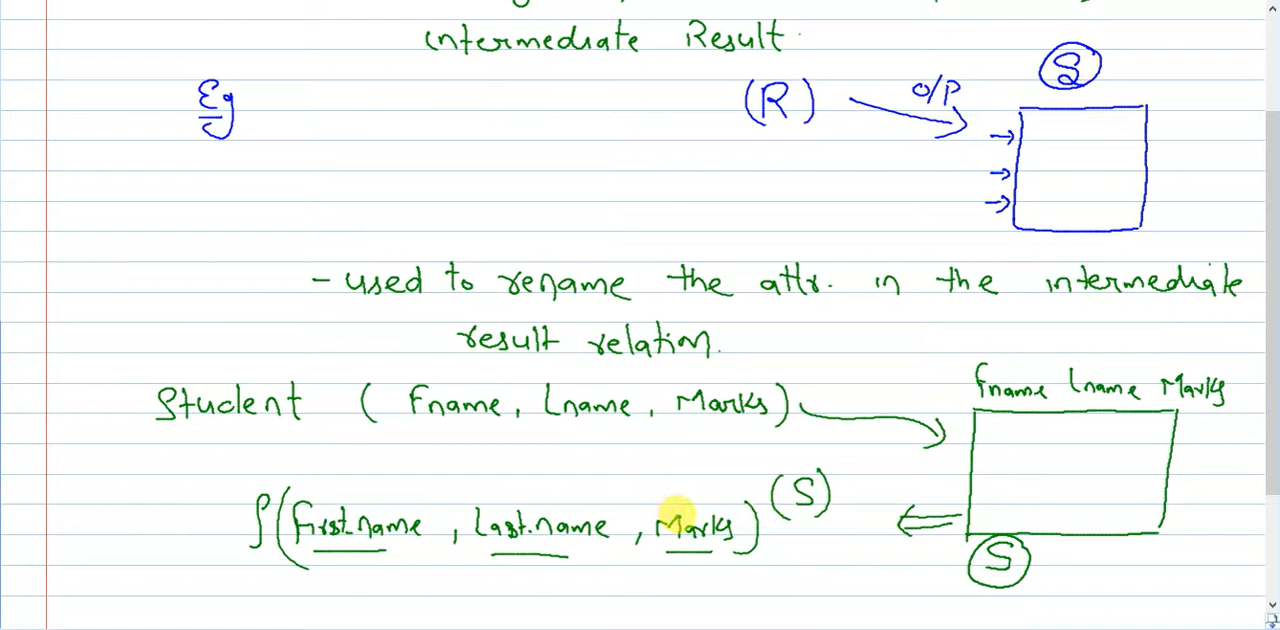 intermediate Result
S
Eg
(R) O/P
- used to rename the attr. in the intermediate
result relation.
Fname Lname Marks
Student ( Fname, Lname, Marks)
ρ(First.name, Last.name, Marks) (S)
S